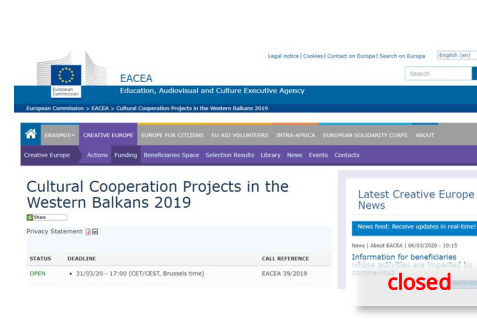 Legal notice | Cookies | Contact on Europa | Search on Europa English (en)
Search
European
Commission
EACEA
Education, Audiovisual and Culture Executive Agency
European Commission > EACEA > Cultural Cooperation Projects in the Western Balkans 2019
ERASMUS+ CREATIVE EUROPE EUROPE FOR CITIZENS EU AID VOLUNTEERS INTRA-AFRICA EUROPEAN SOLIDARITY CORPS ABOUT
Creative Europe Actions Funding Beneficiaries Space Selection Results Library News Events Contacts
Cultural Cooperation Projects in the
Western Balkans 2019
Share
Privacy Statement
STATUS DEADLINE CALL REFERENCE
OPEN • 31/03/20 - 17:00 (CET/CEST, Brussels time) EACEA 39/2019
Latest Creative Europe
News
News feed: Receive updates in real-time!
News | About EACEA | 06/03/2020 - 10:15
Information for beneficiaries
whose activities are impacted by
coronavirus
closed